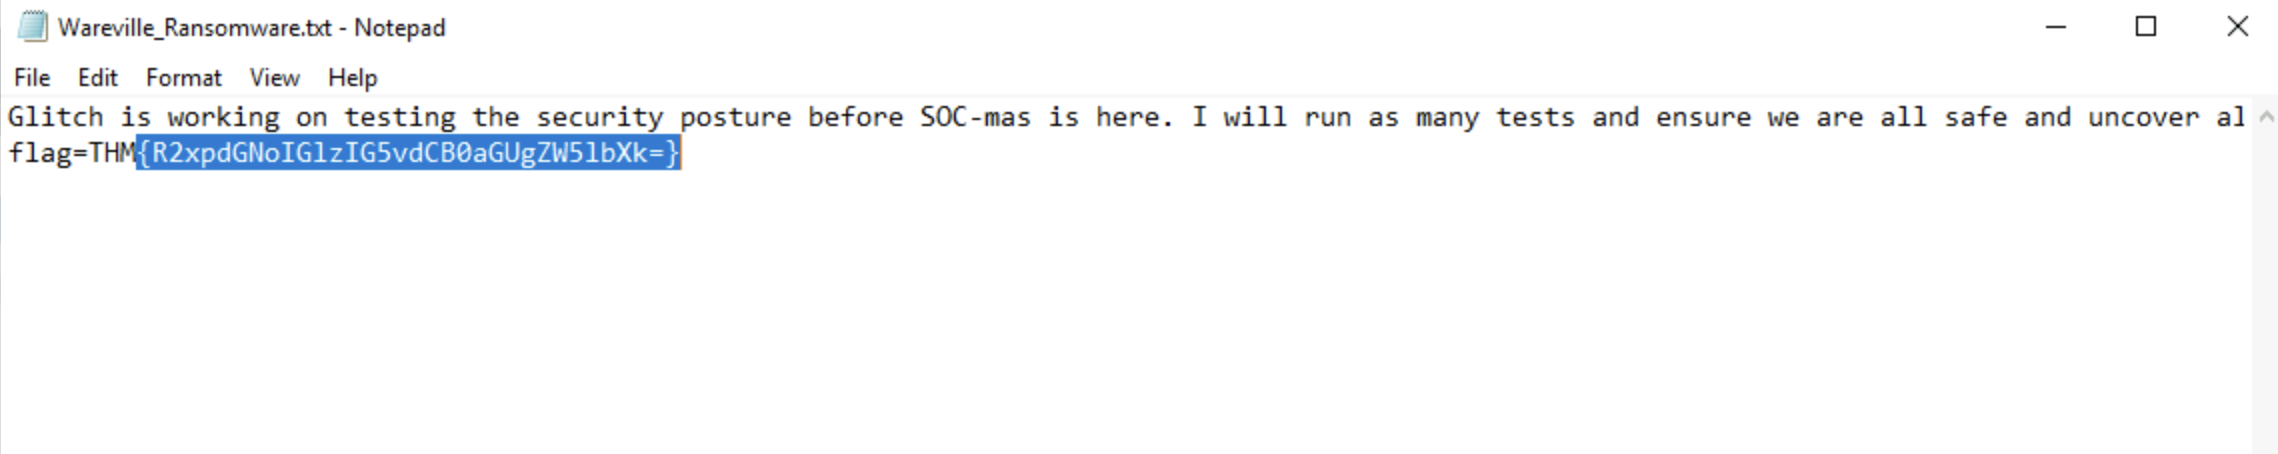 Wareville_Ransomware.txt - Notepad
File Edit Format View Help
Glitch is working on testing the security posture before SOC-mas is here. I will run as many tests and ensure we are all safe and uncover al
flag=THM{R2xpdGNoIGlzIG5vdCB0aGUgZW5lbXk=}